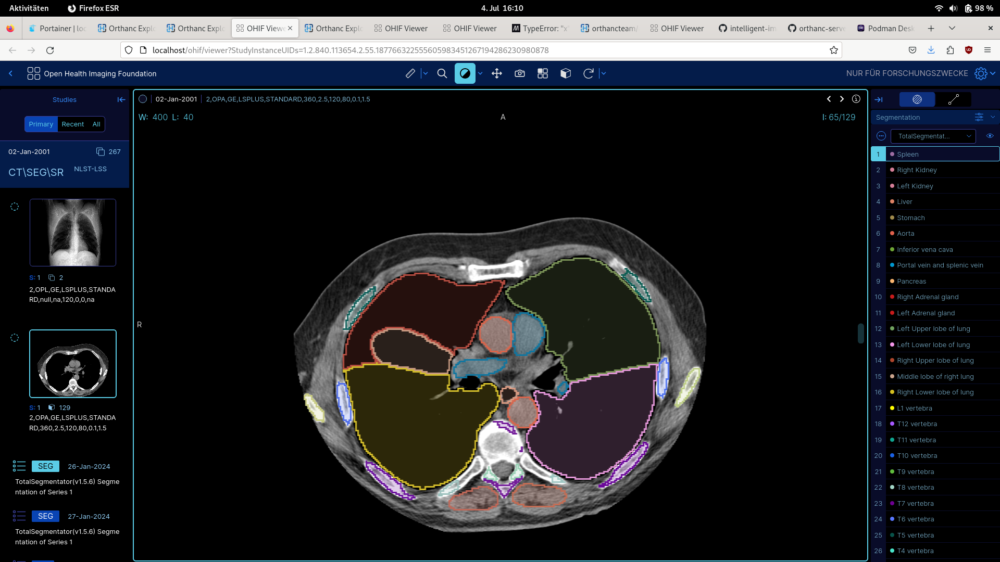 Aktivitäten
Firefox ESR
4. Jul 16:10
98 %
Portainer | loc
Orthanc Explo
Orthanc Explo
OHIF Viewe
Orthanc Explo
OHIF Viewer
OHIF Viewer
TypeError: "x"
orthancteam/
OHIF Viewer
intelligent-im
orthanc-serve
Podman Desk
localhost/ohif/viewer?StudyInstanceUIDs=1.2.840.113654.2.55.187766322555605983451267194286230980878
Open Health Imaging Foundation
NUR FÜR FORSCHUNGSZWECKE
Studies
Primary
Recent
All
02-Jan-2001
267
CT\SEG\SR
NLST-LSS
S: 1
2
2,OPL,GE,LSPLUS,STANDA
RD,null,na,120,0,0,na
S: 1
129
2,OPA,GE,LSPLUS,STANDA
RD,360,2.5,120,80,0.1,1.5
SEG
26-Jan-2024
TotalSegmentator(v1.5.6) Segme
ntation of Series 1
SEG
27-Jan-2024
TotalSegmentator(v1.5.6) Segme
ntation of Series 1
02-Jan-2001
2,OPA,GE,LSPLUS,STANDARD,360,2.5,120,80,0.1,1.5
W: 400 L: 40
A
I: 65/129
R
Segmentation
TotalSegmentat...
1 Spleen
2 Right Kidney
3 Left Kidney
4 Liver
5 Stomach
6 Aorta
7 Inferior vena cava
8 Portal vein and splenic vein
9 Pancreas
10 Right Adrenal gland
11 Left Adrenal gland
12 Left Upper lobe of lung
13 Left Lower lobe of lung
14 Right Upper lobe of lung
15 Middle lobe of right lung
16 Right Lower lobe of lung
17 L1 vertebra
18 T12 vertebra
19 T11 vertebra
20 T10 vertebra
21 T9 vertebra
22 T8 vertebra
23 T7 vertebra
24 T6 vertebra
25 T5 vertebra
26 T4 vertebra